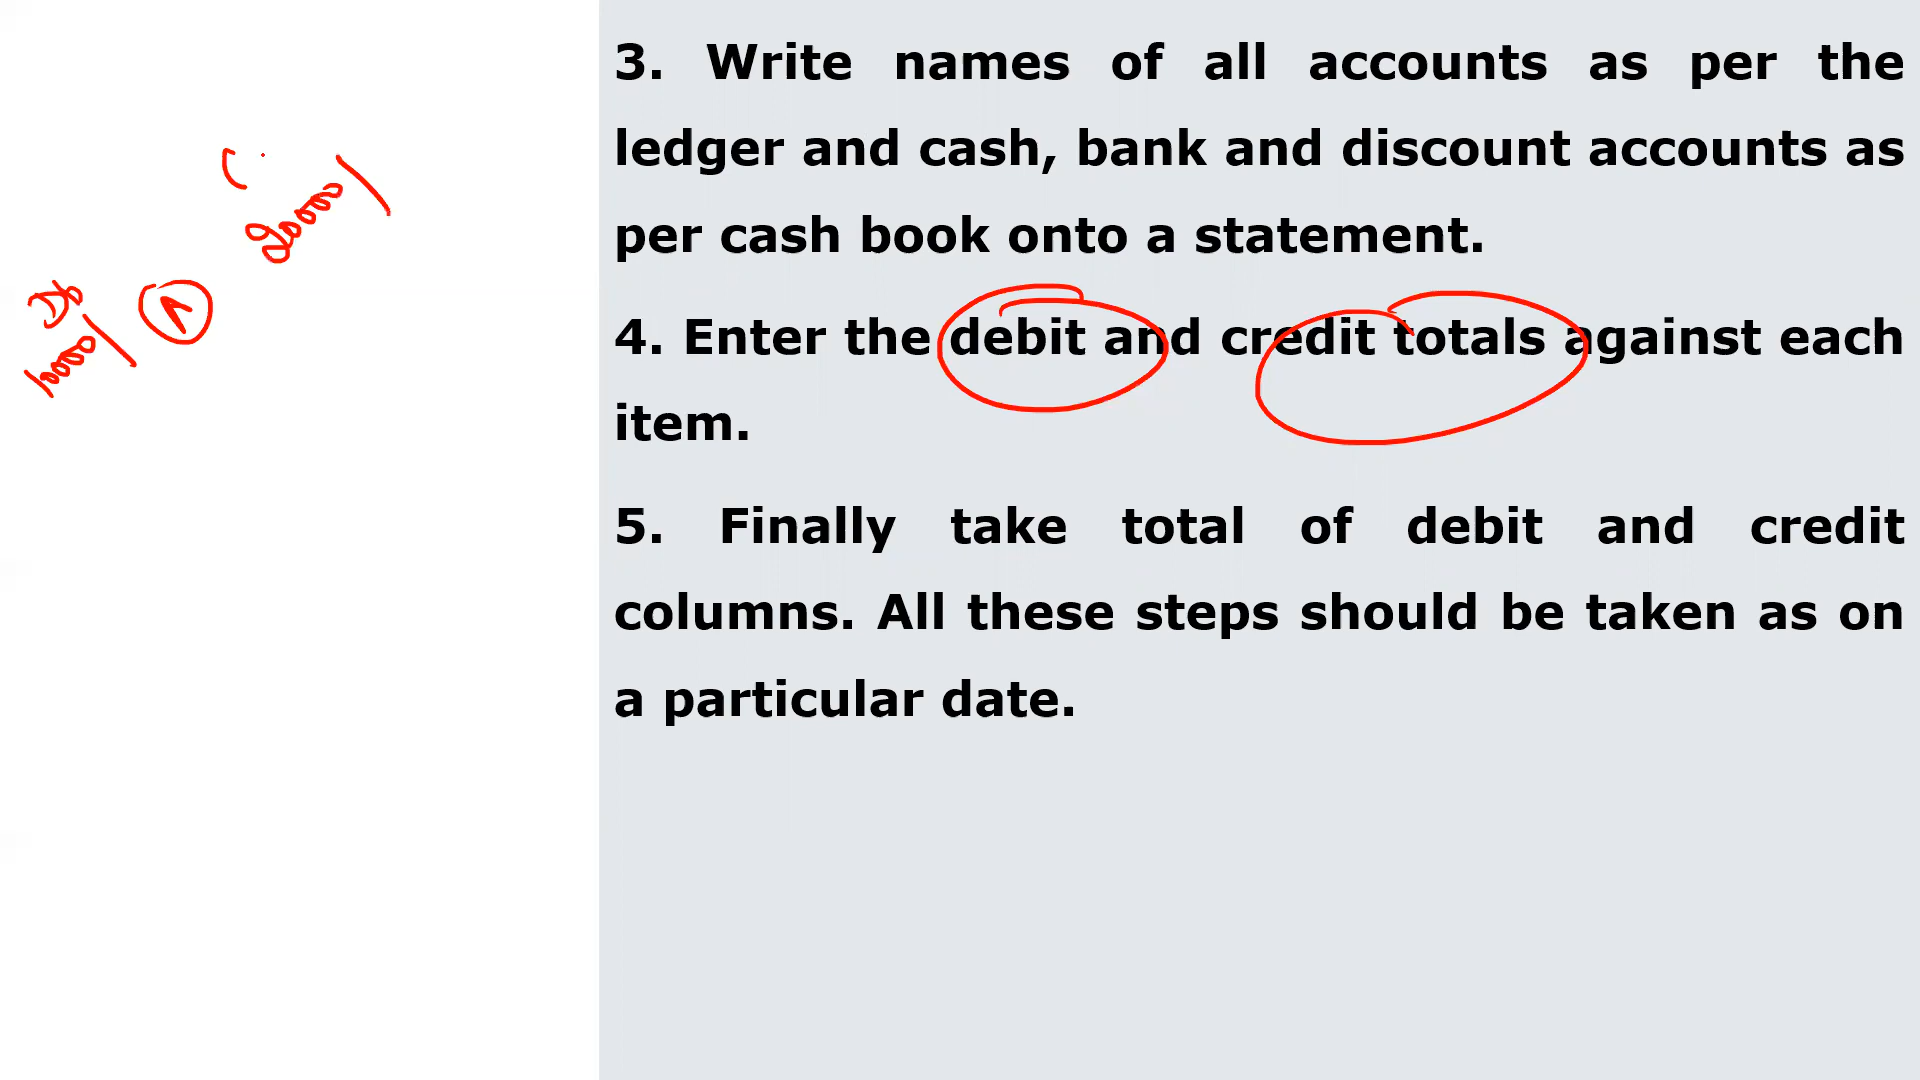 3. Write names of all accounts as per the
ledger and cash, bank and discount accounts as
per cash book onto a statement.
4. Enter the debit and credit totals against each
item.
5. Finally take total of debit and credit
columns. All these steps should be taken as on
a particular date.